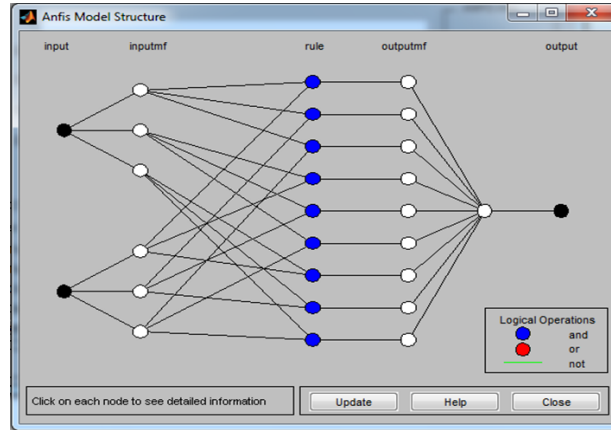 Anfis Model Structure
input inputmf rule outputmf output
Logical Operations
and
or
not
Click on each node to see detailed information
Update Help Close